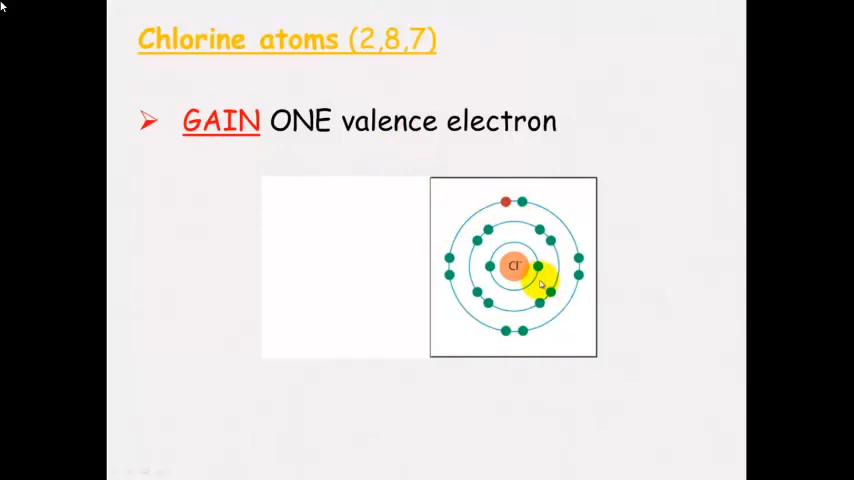 Chlorine atoms (2,8,7)
GAIN ONE valence electron
Cl⁻